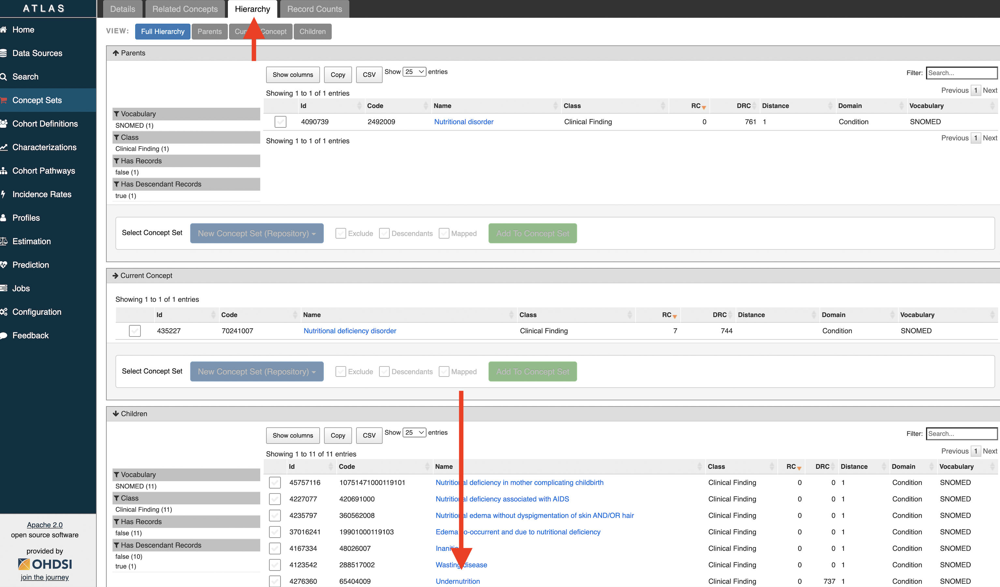 ATLAS
Home
Data Sources
Search
Concept Sets
Cohort Definitions
Characterizations
Cohort Pathways
Incidence Rates
Profiles
Estimation
Prediction
Jobs
Configuration
Feedback
Apache 2.0
open source software
provided by
OHDSI
join the journey
Details Related Concepts Hierarchy Record Counts
VIEW: Full Hierarchy Parents Concept Children
Parents
Show columns Copy CSV Show 25 entries Filter: Search...
Previous 1 Next
Showing 1 to 1 of 1 entries
Id Code Name Class RC DRC Distance Domain Vocabulary
4090739 2492009 Nutritional disorder Clinical Finding 0 761 1 Condition SNOMED
Showing 1 to 1 of 1 entries Previous 1 Next
Vocabulary
SNOMED (1)
Class
Clinical Finding (1)
Has Records
false (1)
Has Descendant Records
true (1)
Select Concept Set New Concept Set (Repository) Exclude Descendants Mapped Add To Concept Set
Current Concept
Showing 1 to 1 of 1 entries
Id Code Name Class RC DRC Distance Domain Vocabulary
435227 70241007 Nutritional deficiency disorder Clinical Finding 7 744 Condition SNOMED
Select Concept Set New Concept Set (Repository) Exclude Descendants Mapped Add To Concept Set
Children
Show columns Copy CSV Show 25 entries Filter: Search...
Previous 1 Next
Showing 1 to 11 of 11 entries
Vocabulary
SNOMED (11)
Class
Clinical Finding (11)
Has Records
false (11)
Has Descendant Records
false (10)
true (1)
Id Code Name Class RC DRC Distance Domain Vocabulary
45757116 10751471000119101 Nutritional deficiency in mother complicating childbirth Clinical Finding 0 0 1 Condition SNOMED
4227077 420691000 Nutritional deficiency associated with AIDS Clinical Finding 0 0 1 Condition SNOMED
4235797 360562008 Nutritional edema without dyspigmentation of skin AND/OR hair Clinical Finding 0 0 1 Condition SNOMED
37016241 19901000119103 Edema co-occurrent and due to nutritional deficiency Clinical Finding 0 0 1 Condition SNOMED
4167334 48026007 Clinical Finding 0 0 1 Condition SNOMED
4123542 288517002 Wasting disease Clinical Finding 0 0 1 Condition SNOMED
4276360 65404009 Undernutrition Clinical Finding 0 737 1 Condition SNOMED